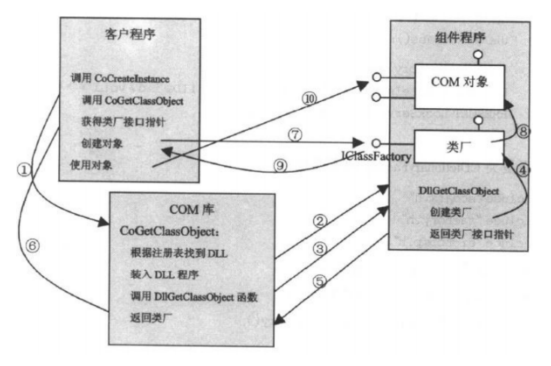 客户程序
调用 CoCreateInstance
调用 CoGetClassObject
获得类厂接口指针
创建对象
使用对象
组件程序
COM 对象
类厂
IClassFactory
DllGetClassObject
创建类厂
返回类厂接口指针
COM 库
CoGetClassObject：
根据注册表找到 DLL
装入 DLL 程序
调用 DllGetClassObject 函数
返回类厂
①
②
③
④
⑤
⑥
⑦
⑧
⑨
⑩